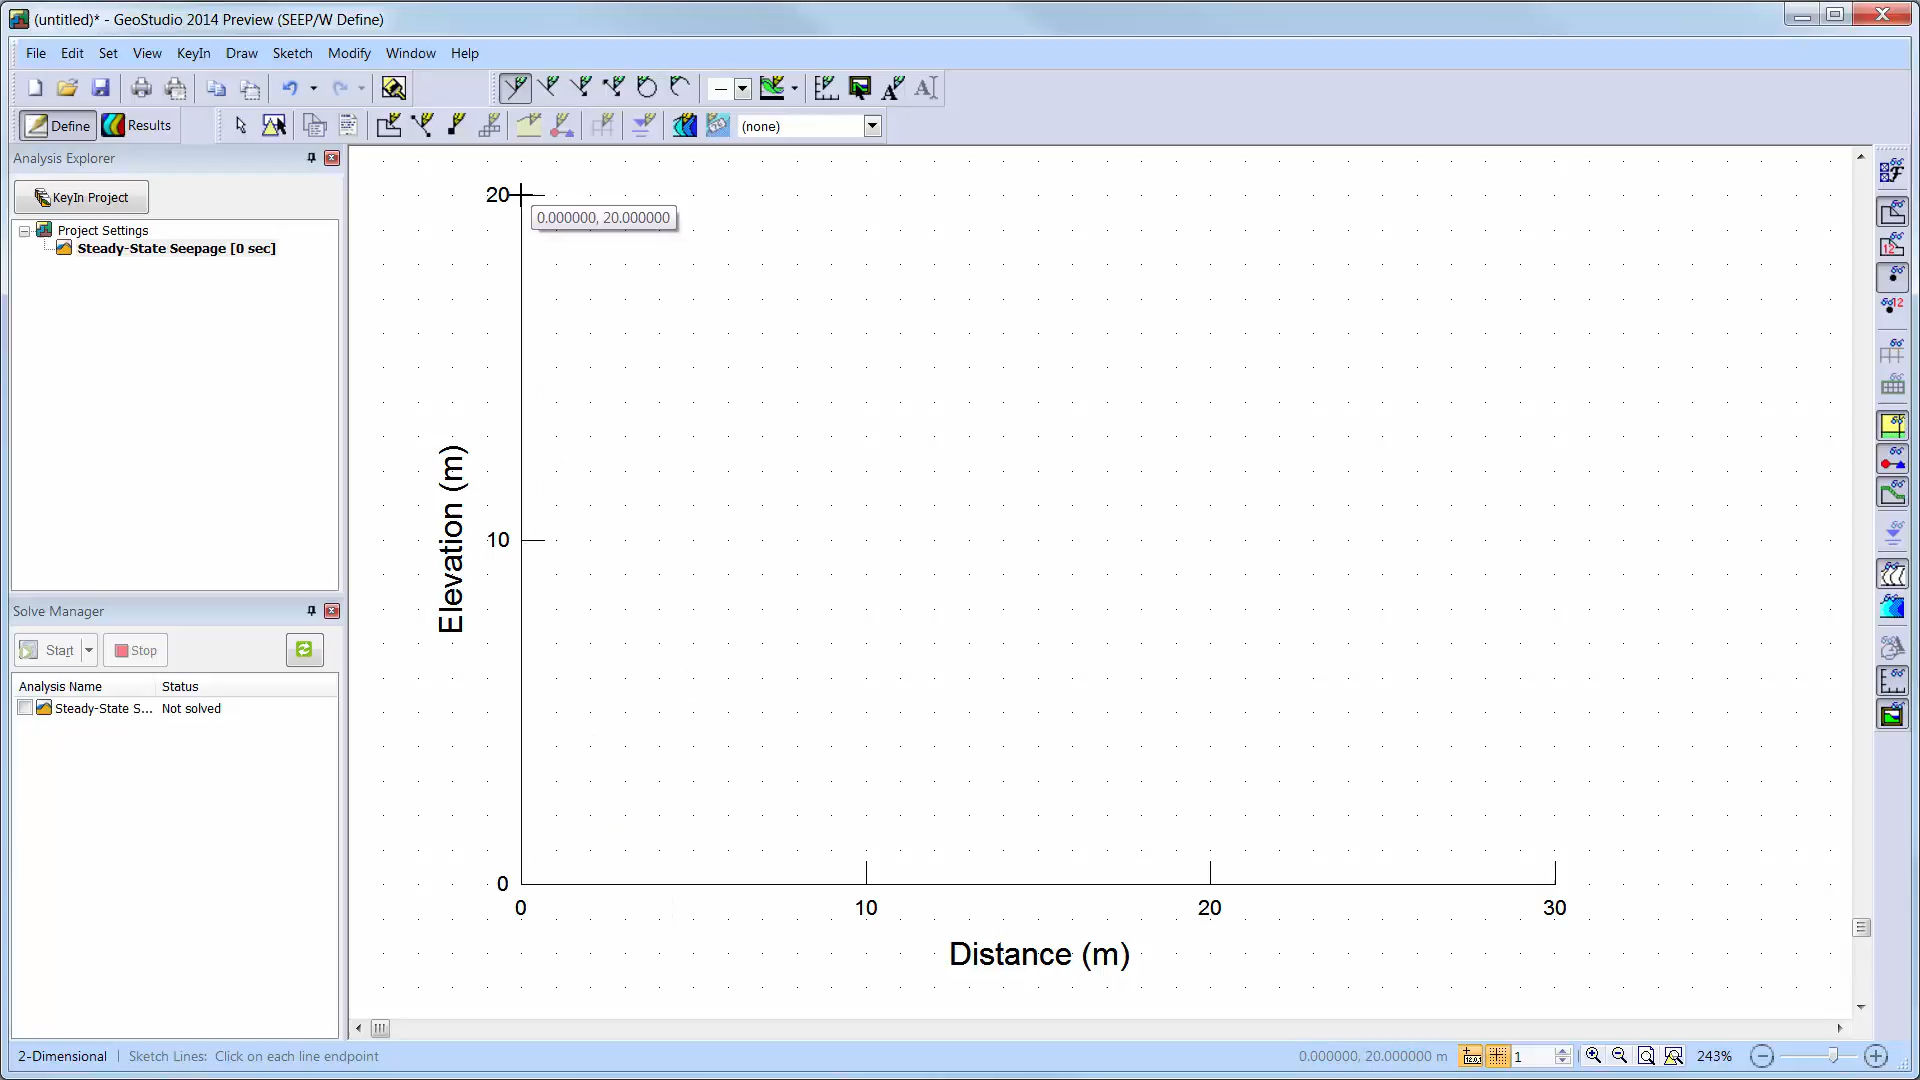 (untitled)* - GeoStudio 2014 Preview (SEEP/W Define)
File Edit Set View KeyIn Draw Sketch Modify Window Help
Define Results (none)
Analysis Explorer
KeyIn Project
Project Settings
Steady-State Seepage [0 sec]
Solve Manager
Start Stop
Analysis Name Status
Steady-State S... Not solved
20
0.000000, 20.000000
Elevation (m)
10
0
0 10 20 30
Distance (m)
2-Dimensional Sketch Lines: Click on each line endpoint 0.000000, 20.000000 m 1 243%